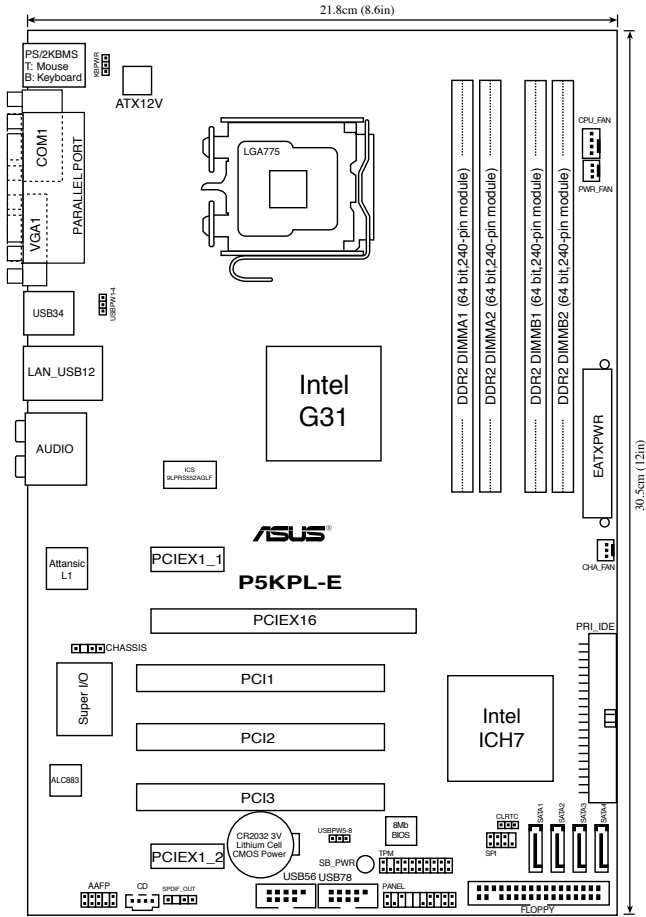 21.8cm (8.6in)
PS/2KBMS
T: Mouse
B: Keyboard
KBPWR
ATX12V
COM1
PARALLEL PORT
VGA1
LGA775
DDR2 DIMMA1 (64 bit,240-pin module)
DDR2 DIMMA2 (64 bit,240-pin module)
DDR2 DIMMB1 (64 bit,240-pin module)
DDR2 DIMMB2 (64 bit,240-pin module)
CPU_FAN
PWR_FAN
USB34
USBPW1-4
LAN_USB12
AUDIO
Intel
G31
EATXPWR
30.5cm (12in)
ICS
9LPRS552AGLF
ASUS®
P5KPL-E
PCIEX1_1
Attansic
L1
CHA_FAN
PCIEX16
PRI_IDE
CHASSIS
Super I/O
PCI1
PCI2
PCI3
Intel
ICH7
ALC883
CR2032 3V
Lithium Cell
CMOS Power
USBPW5-8
8Mb
BIOS
CLRTC
SPI
SATA1
SATA2
SATA3
SATA4
PCIEX1_2
SB_PWR
TPM
AAFP
CD
SPDIF_OUT
USB56
USB78
PANEL
FLOPPY